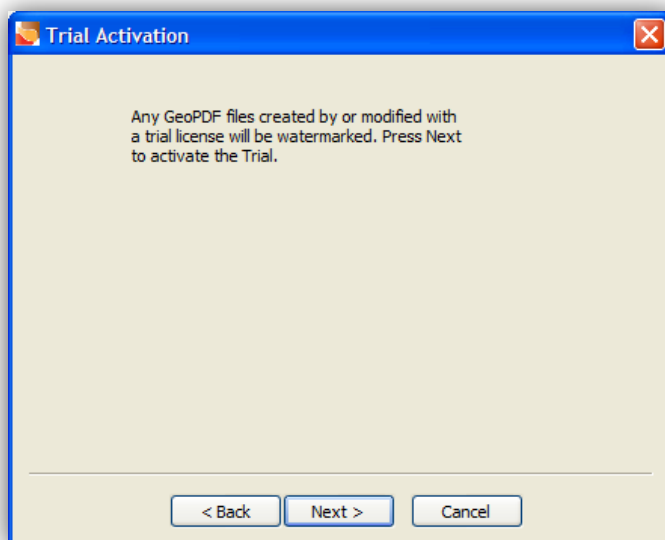 Trial Activation
Any GeoPDF files created by or modified with
a trial license will be watermarked. Press Next
to activate the Trial.
< Back
Next >
Cancel